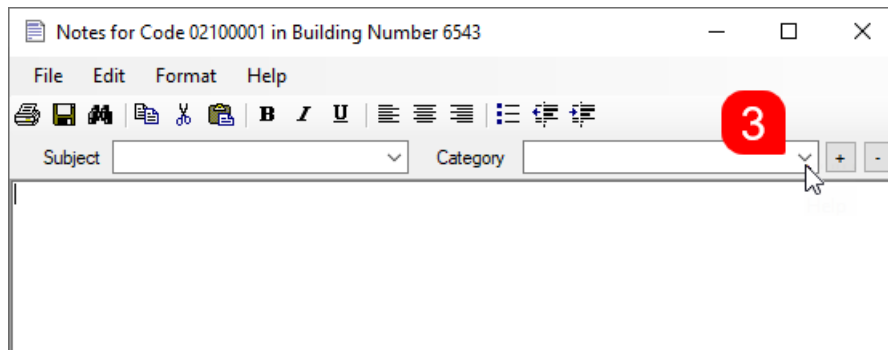 Notes for Code 02100001 in Building Number 6543
File Edit Format Help
B I U
3
Subject Category + -